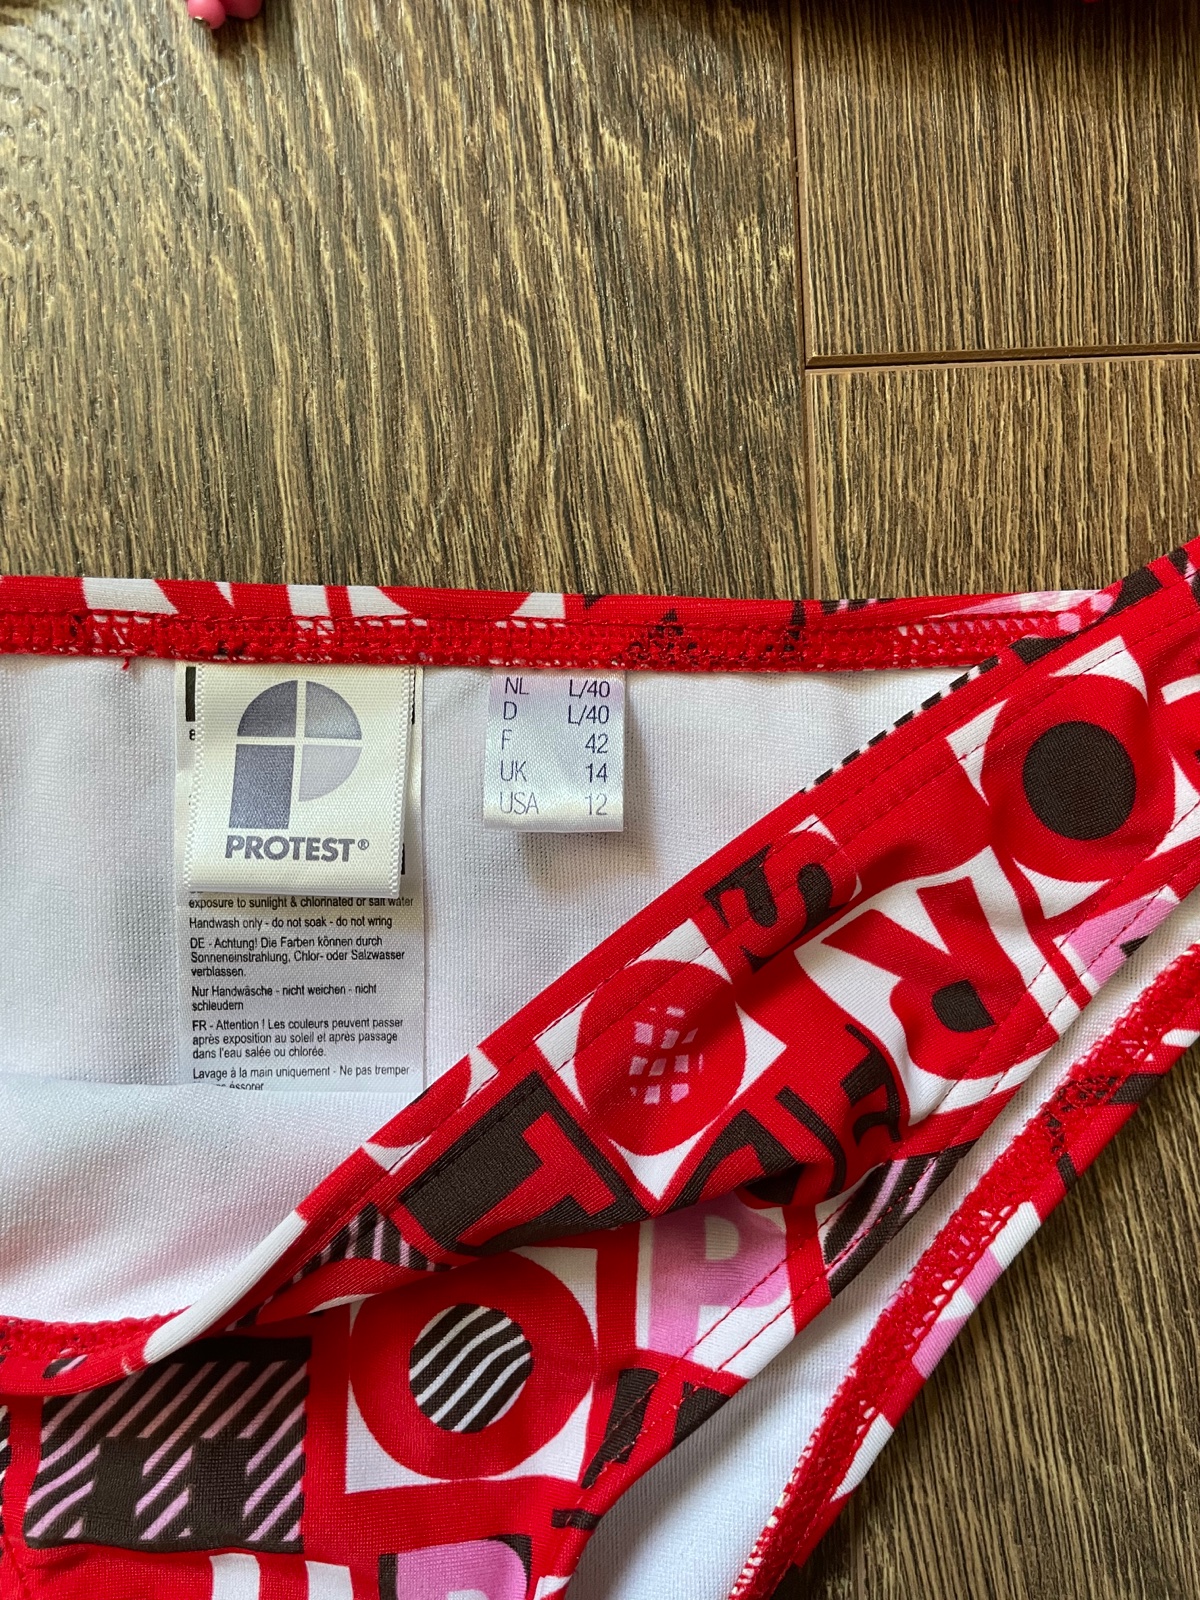 PROTEST®
NL L/40
D L/40
F 42
UK 14
USA 12
exposure to sunlight & chlorinated or salt water
Handwash only - do not soak - do not wring
DE - Achtung! Die Farben können durch
Sonneneinstrahlung, Chlor- oder Salzwasser
verblassen.
Nur Handwäsche - nicht weichen - nicht
schleudern
FR - Attention ! Les couleurs peuvent passer
après exposition au soleil et après passage
dans l'eau salée ou chlorée.
Lavage à la main uniquement - Ne pas tremper -
éssorer
S
R
T
O
P